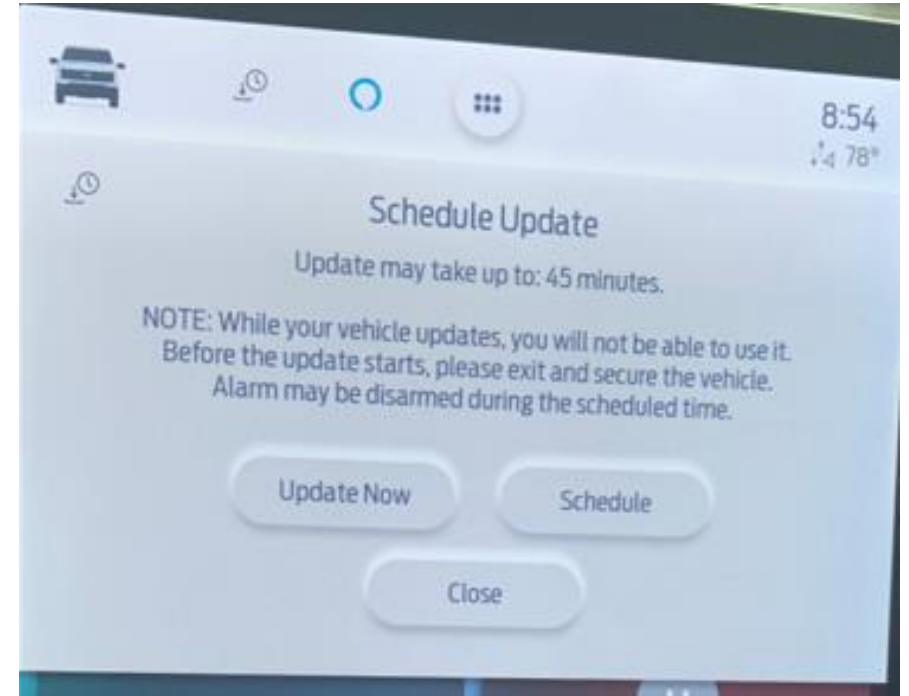 8:54
78°
Schedule Update
Update may take up to: 45 minutes.
NOTE: While your vehicle updates, you will not be able to use it.
Before the update starts, please exit and secure the vehicle.
Alarm may be disarmed during the scheduled time.
Update Now
Schedule
Close